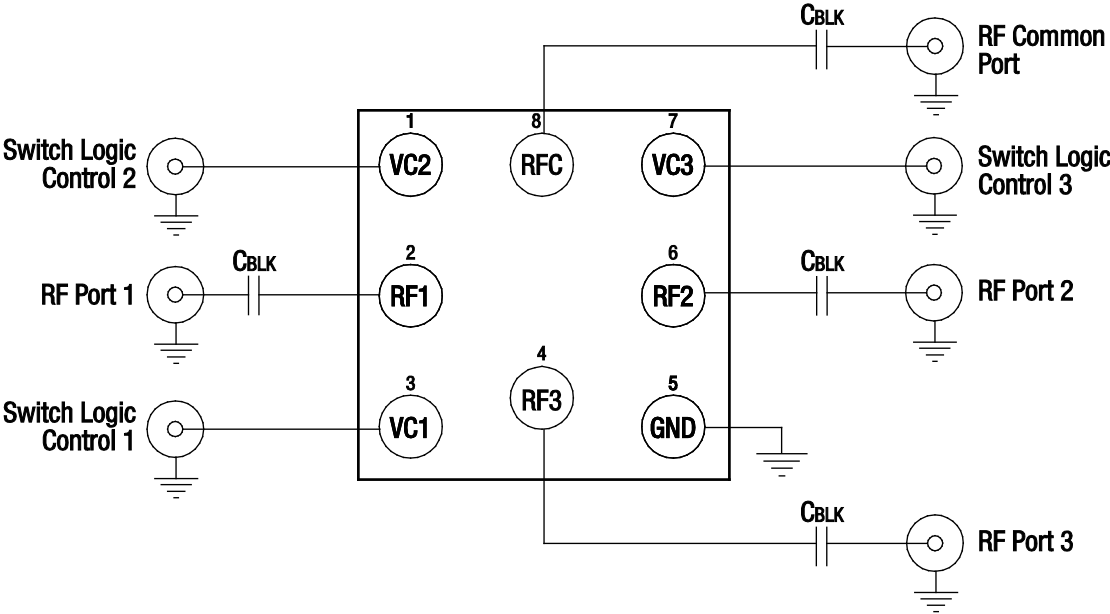 CBLK
RF Common
Port
1
8
7
Switch Logic
Control 2
VC2
RFC
VC3
Switch Logic
Control 3
2
6
CBLK
CBLK
RF Port 1
RF1
RF2
RF Port 2
4
3
5
Switch Logic
Control 1
VC1
RF3
GND
CBLK
RF Port 3